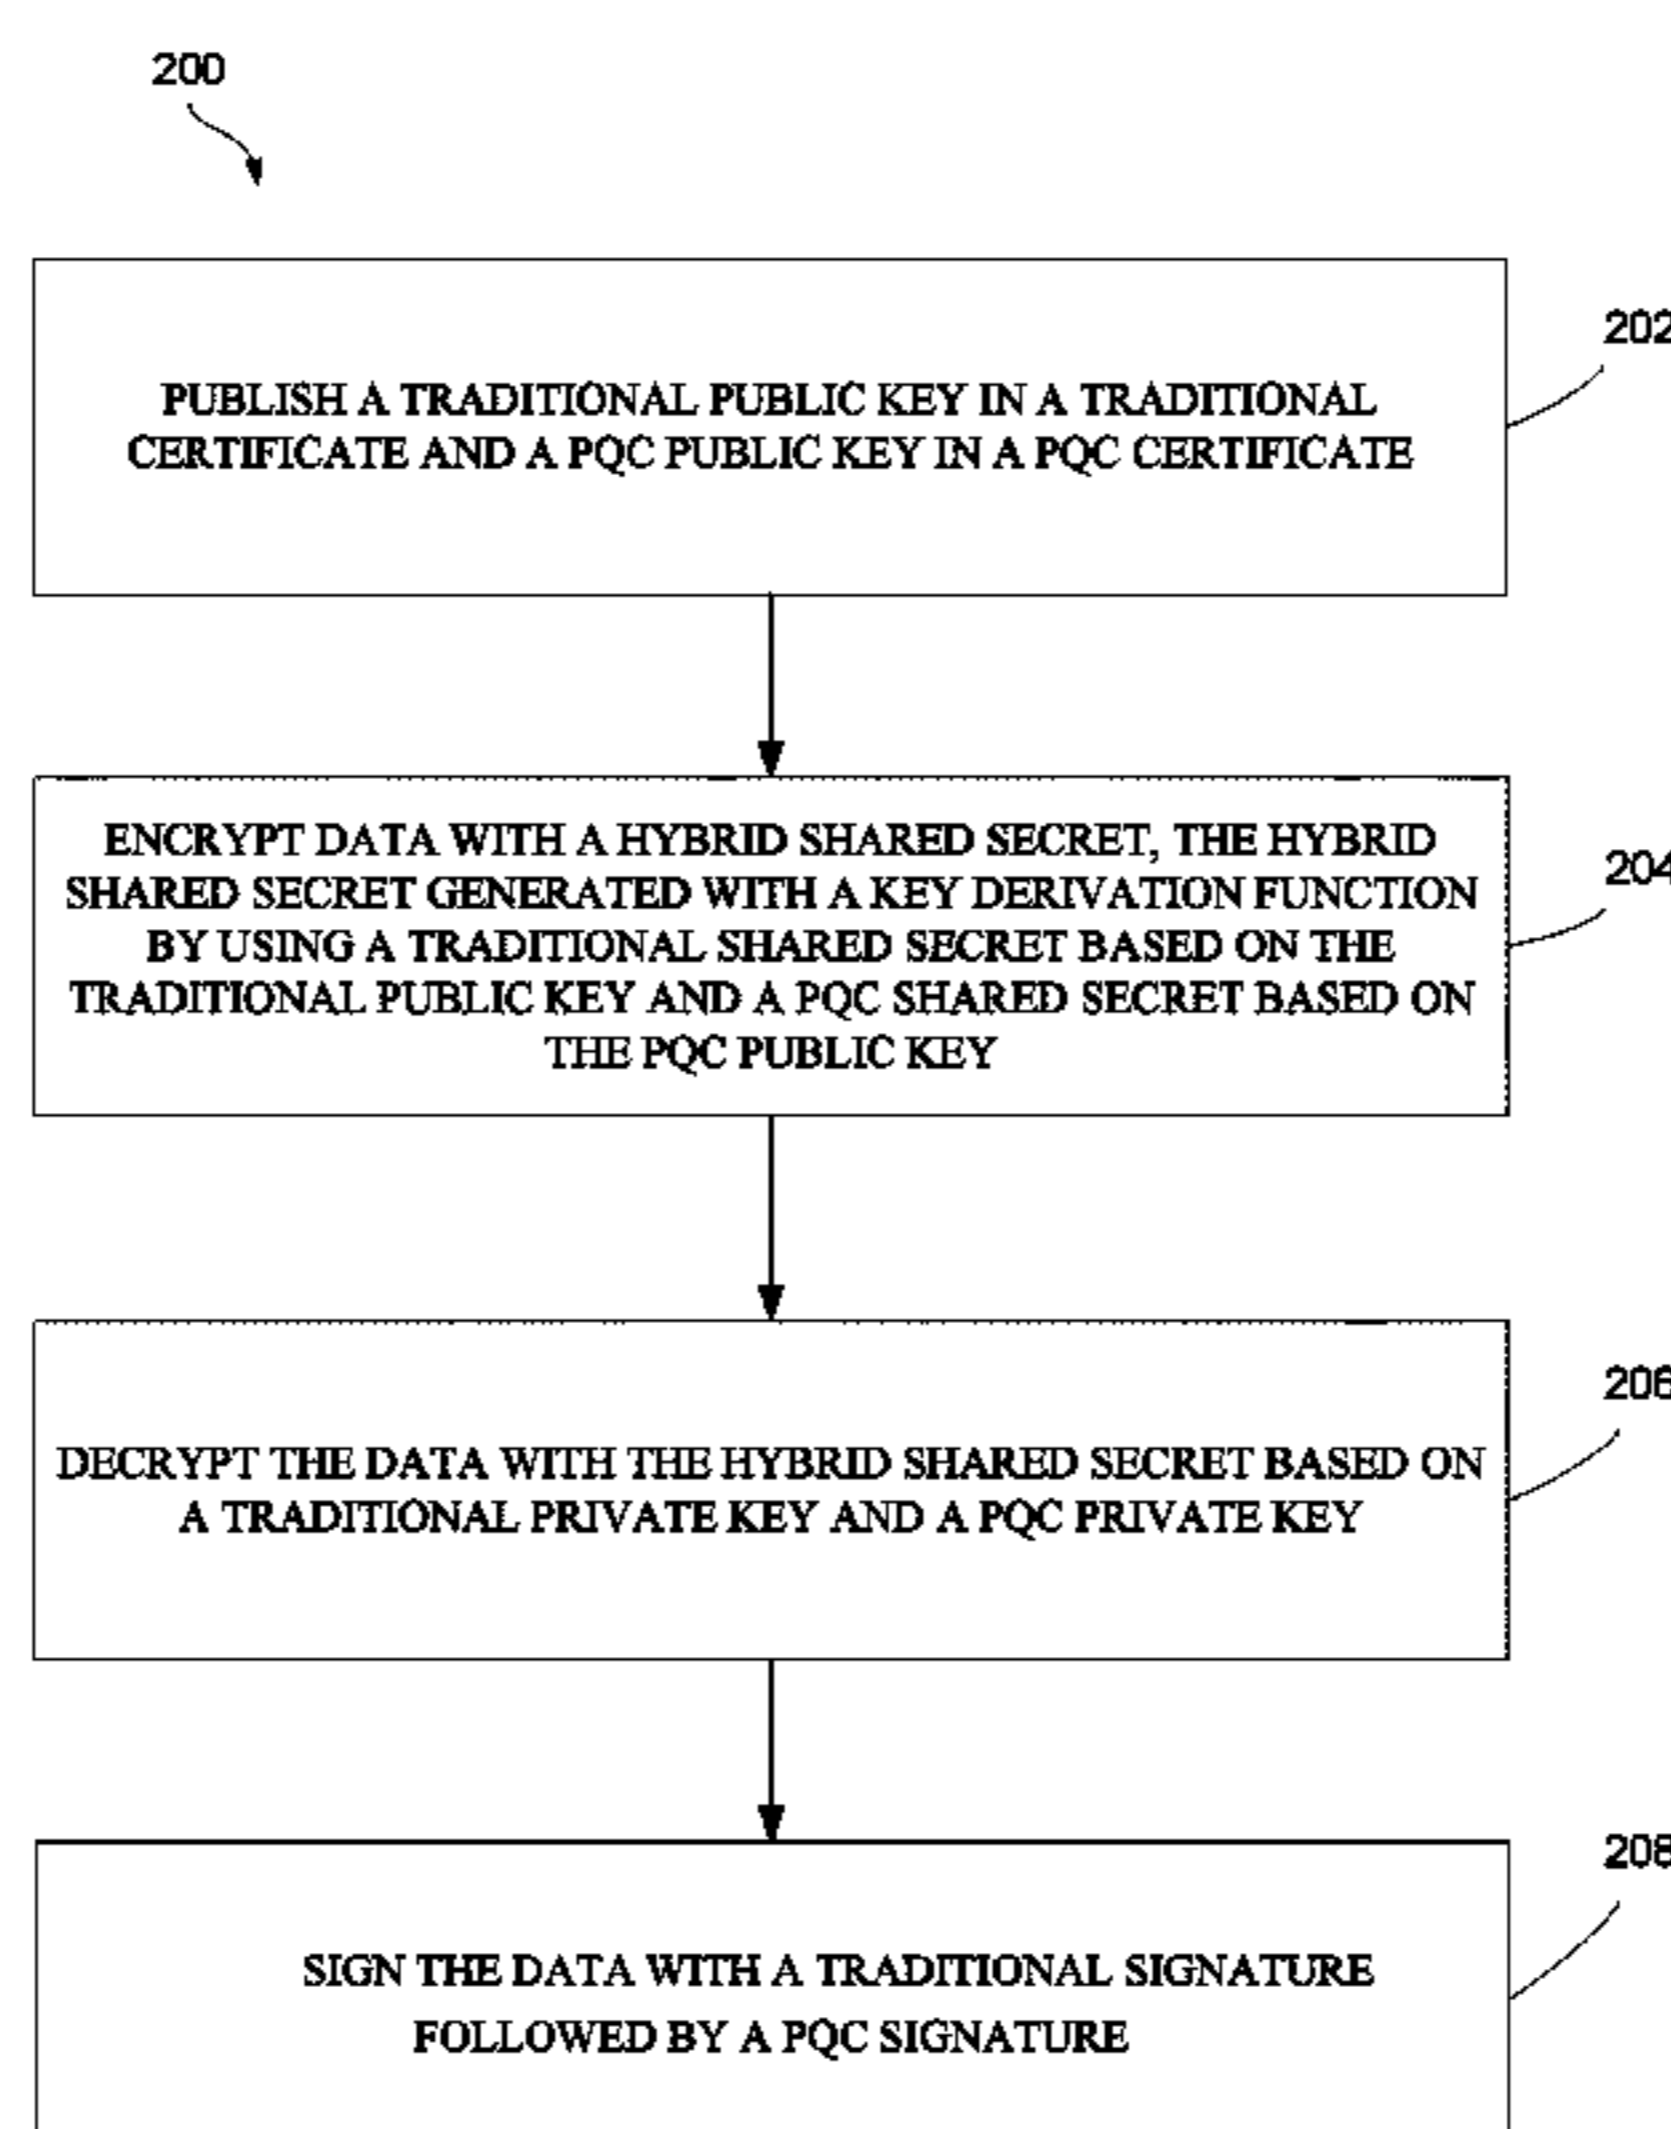 200
PUBLISH A TRADITIONAL PUBLIC KEY IN A TRADITIONAL
CERTIFICATE AND A PQC PUBLIC KEY IN A PQC CERTIFICATE
202
ENCRYPT DATA WITH A HYBRID SHARED SECRET, THE HYBRID
SHARED SECRET GENERATED WITH A KEY DERIVATION FUNCTION
BY USING A TRADITIONAL SHARED SECRET BASED ON THE
TRADITIONAL PUBLIC KEY AND A PQC SHARED SECRET BASED ON
THE PQC PUBLIC KEY
204
DECRYPT THE DATA WITH THE HYBRID SHARED SECRET BASED ON
A TRADITIONAL PRIVATE KEY AND A PQC PRIVATE KEY
206
SIGN THE DATA WITH A TRADITIONAL SIGNATURE
FOLLOWED BY A PQC SIGNATURE
208